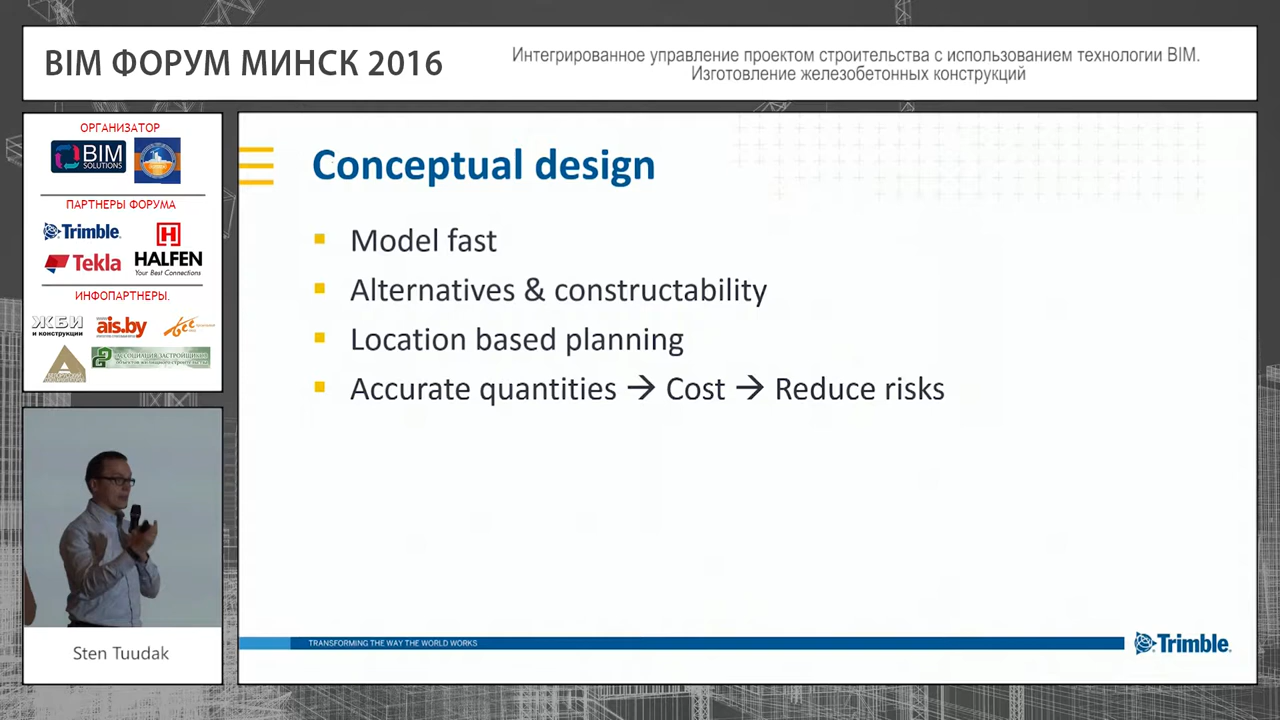 BIM ФОРУМ МИНСК 2016
Интегрированное управление проектом строительства с использованием технологии BIM.
Изготовление железобетонных конструкций
ОРГАНИЗАТОР
BIM
SOLUTIONS
ПАРТНЕРЫ ФОРУМА
Trimble
Tekla
HALFEN
Your Best Connections
ИНФОПАРТНЕРЫ.
ЖБИ
и конструкции
ais.by
АССОЦИАЦИЯ ЗАСТРОЙЩИКОВ
Sten Tuudak
Conceptual design
Model fast
Alternatives & constructability
Location based planning
Accurate quantities → Cost → Reduce risks
TRANSFORMING THE WAY THE WORLD WORKS
Trimble